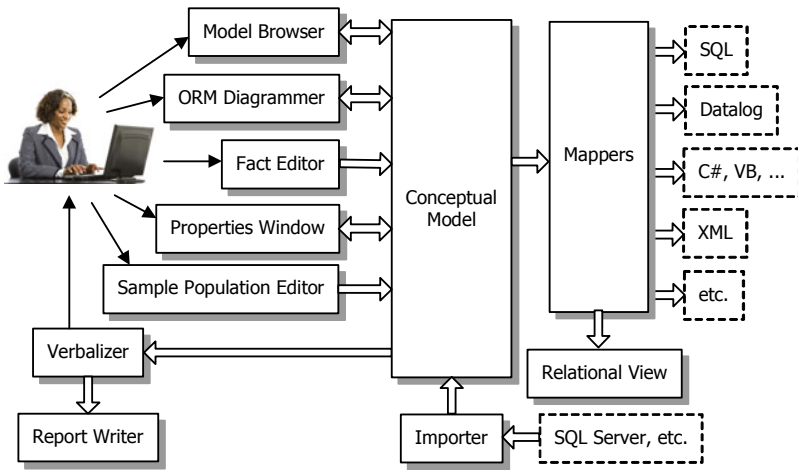 Model Browser
ORM Diagrammer
Fact Editor
Properties Window
Sample Population Editor
Verbalizer
Report Writer
Conceptual
Model
Importer
SQL Server, etc.
Mappers
Relational View
SQL
Datalog
C#, VB, ...
XML
etc.